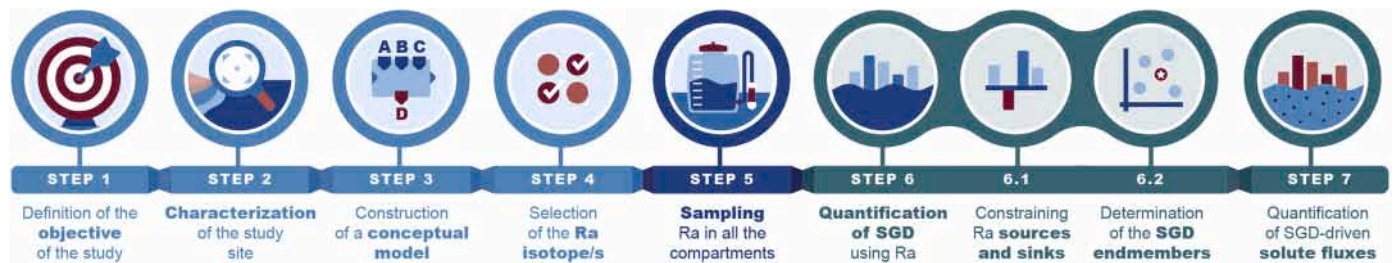 A B C
D
STEP 1
STEP 2
STEP 3
STEP 4
STEP 5
STEP 6
6.1
6.2
STEP 7
Definition of the
objective
of the study
Characterization
of the study
site
Construction
of a conceptual
model
Selection
of the Ra
isotope/s
Sampling
Ra in all the
compartments
Quantification
of SGD
using Ra
Constraining
Ra sources
and sinks
Determination
of the SGD
endmembers
Quantification
of SGD-driven
solute fluxes